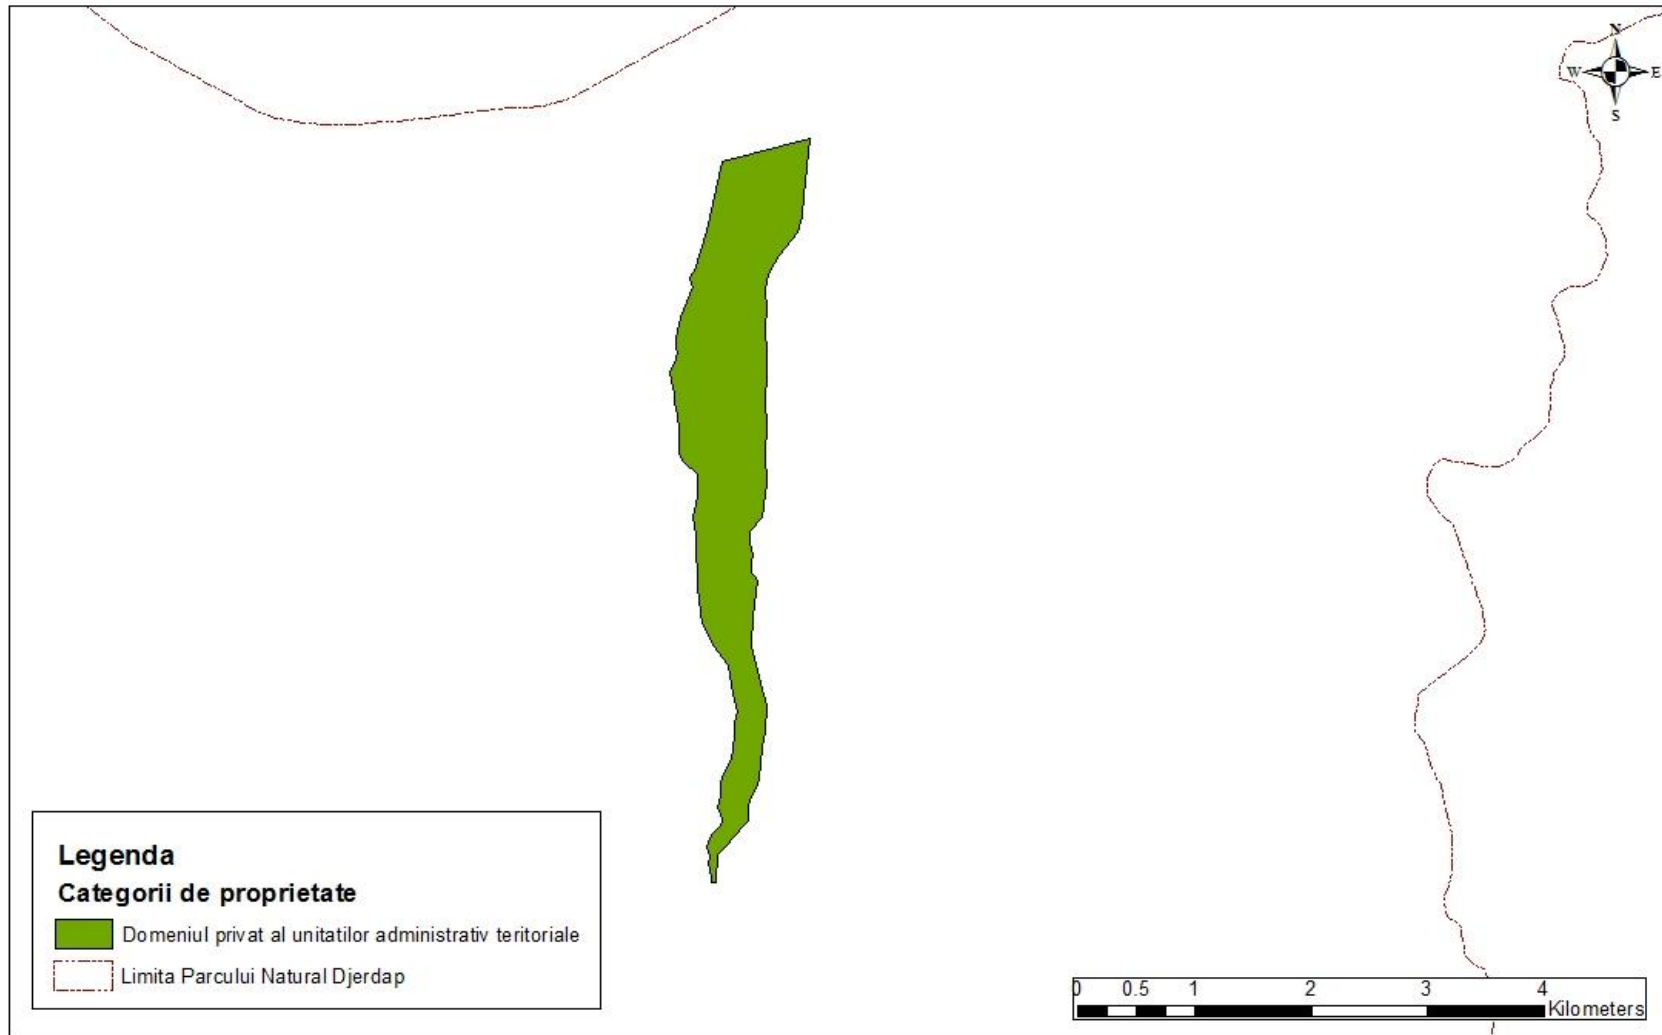 N
W E
S
Legenda
Categorii de proprietate
Domeniul privat al unitatilor administrativ teritoriale
Limita Parcului Natural Djerdap
0 0.5 1 2 3 4
Kilometers